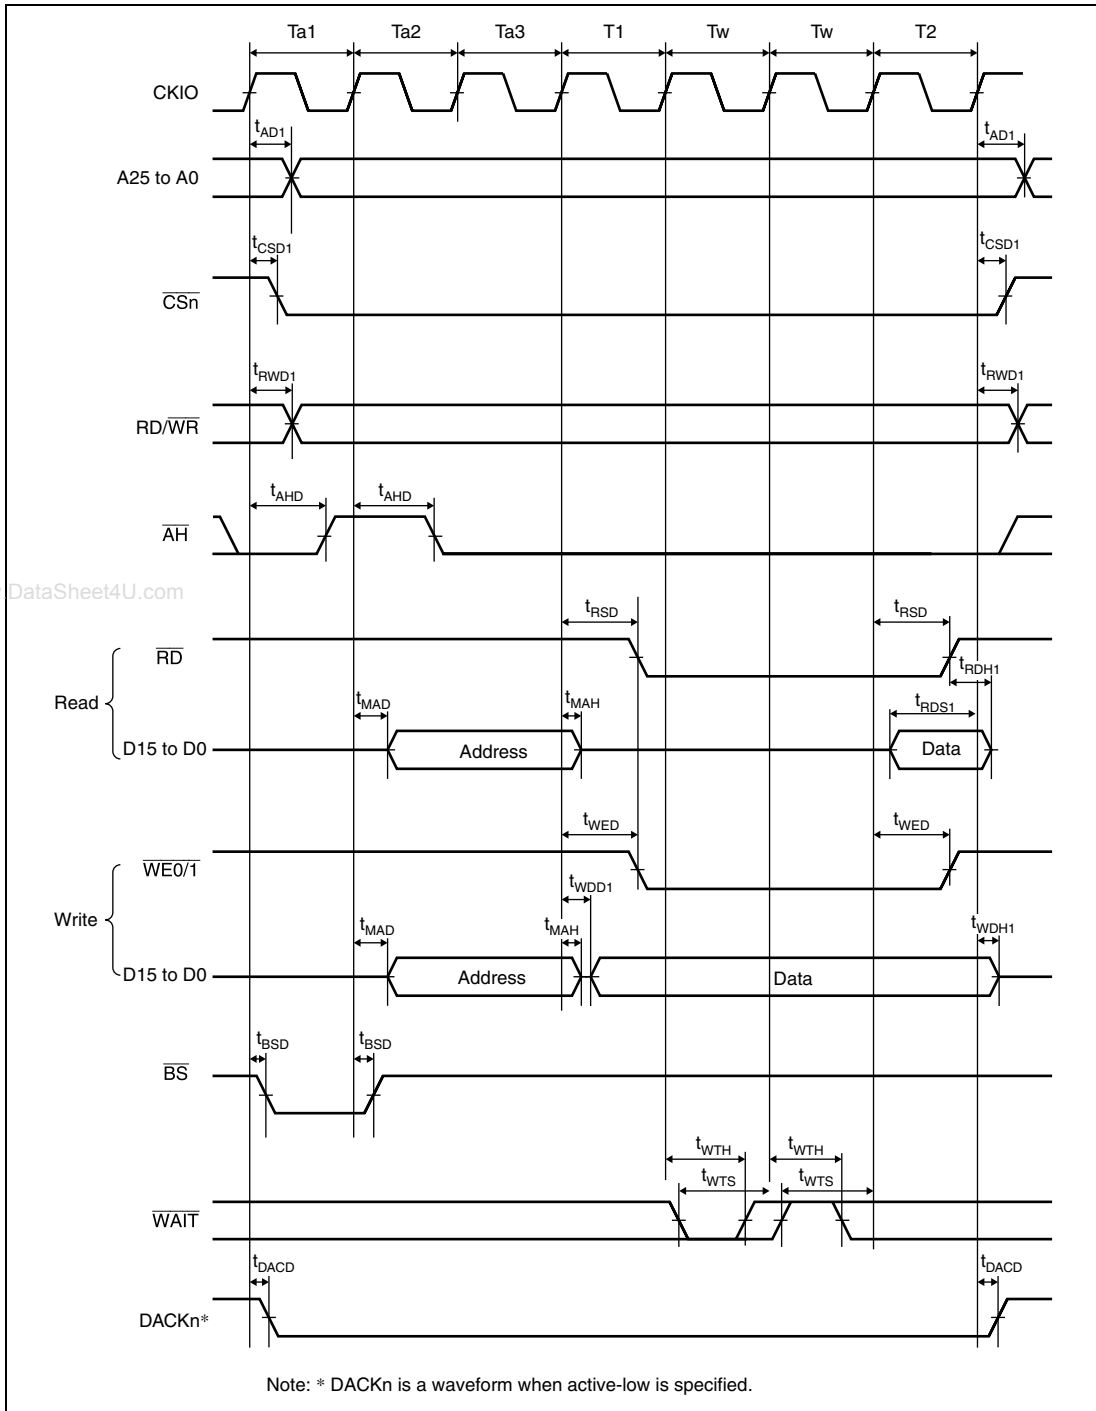 Ta1 Ta2 Ta3 T1 Tw Tw T2
CKIO
tAD1 tAD1
A25 to A0
tCSD1 tCSD1
CSn
tRWD1 tRWD1
RD/WR
tAHD tAHD
AH
.DataSheet4U.com
tRSD tRSD
RD
tRDH1
Read
tMAD tMAH tRDS1
D15 to D0 Address Data
tWED tWED
WE0/1
tWDD1
Write
tMAD tMAH tWDH1
D15 to D0 Address Data
tBSD tBSD
BS
tWTH tWTH
tWTS tWTS
WAIT
tDACD tDACD
DACKn*
Note: * DACKn is a waveform when active-low is specified.